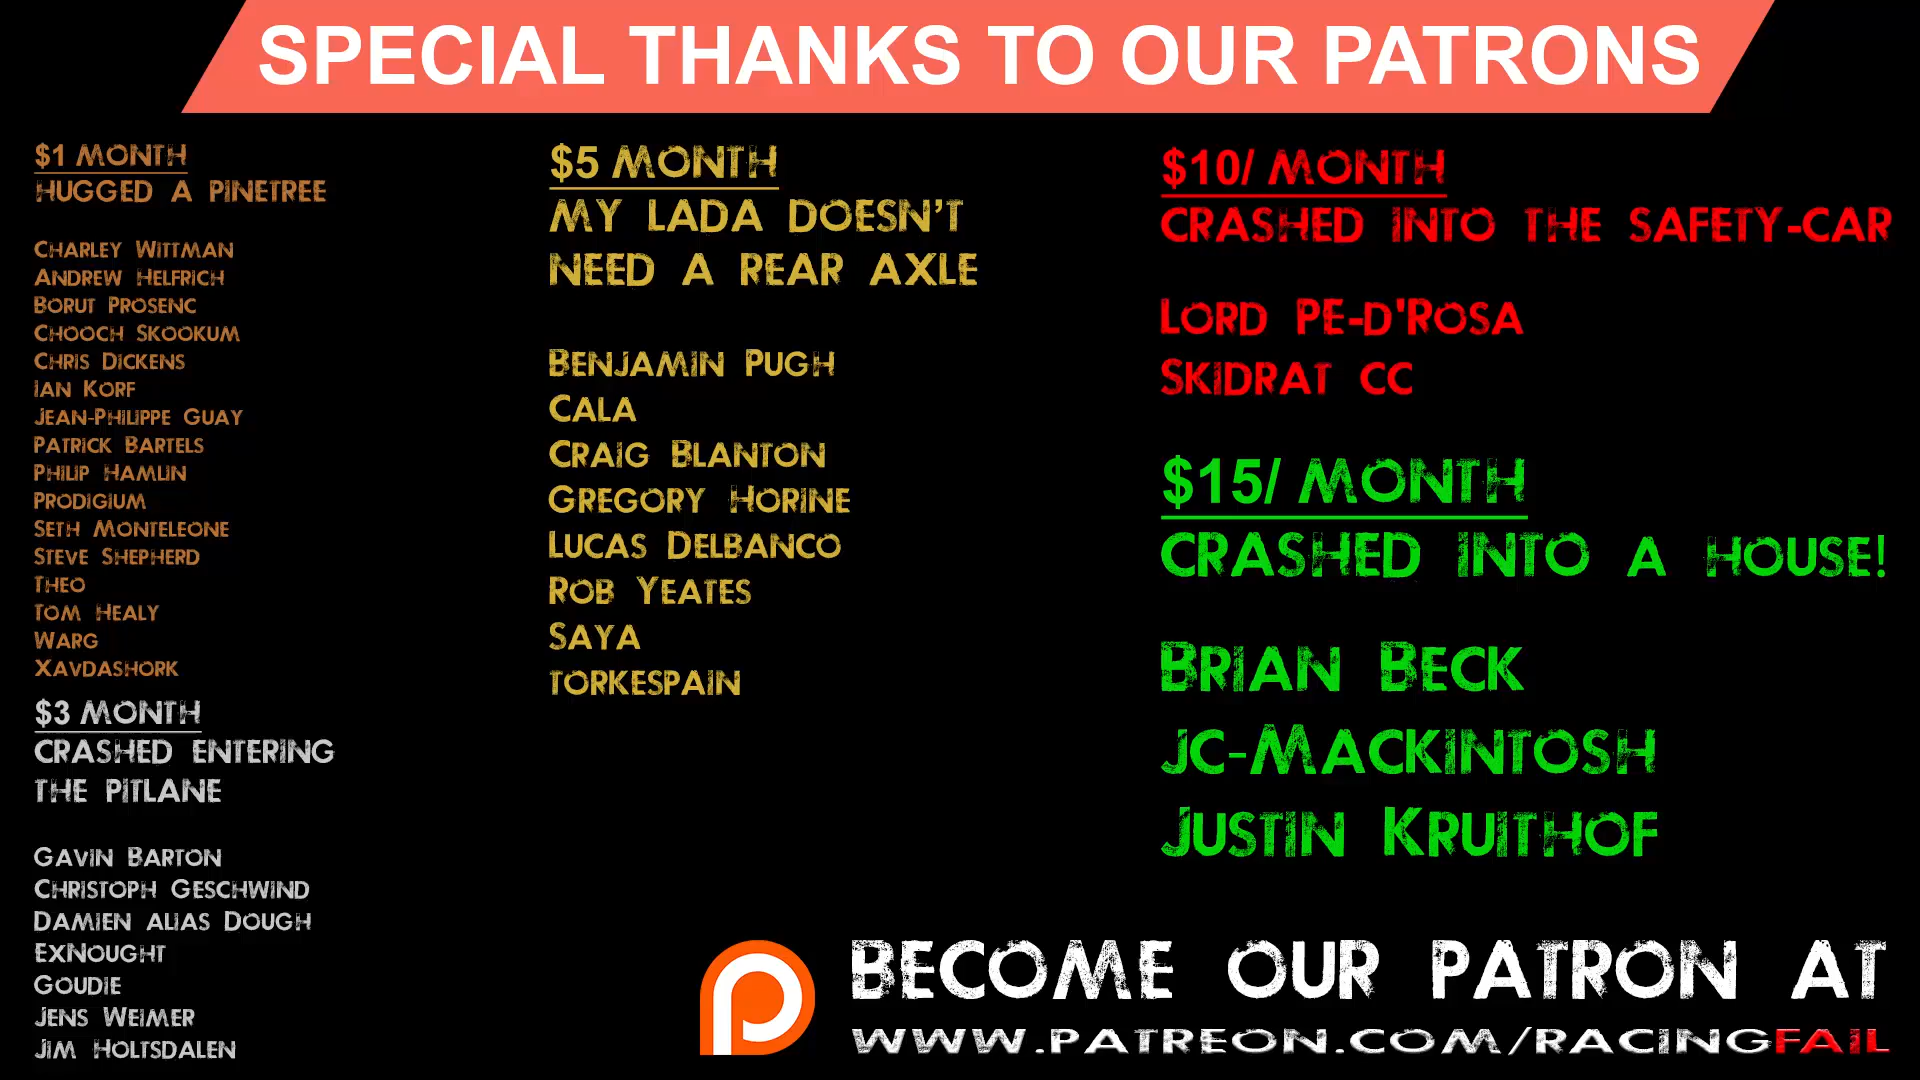 SPECIAL THANKS TO OUR PATRONS
$1 MONTH
HUGGED A PINETREE
CHARLEY WITTMAN
ANDREW HELFRICH
BORUT PROSENC
CHOOCH SKOOKUM
CHRIS DICKENS
IAN KORF
JEAN-PHILIPPE GUAY
PATRICK BARTELS
PHILIP HAMLIN
PRODIGIUM
SETH MONTELEONE
STEVE SHEPHERD
THEO
TOM HEALY
WARG
XAVDASHORK
$3 MONTH
CRASHED ENTERING
THE PITLANE
GAVIN BARTON
CHRISTOPH GESCHWIND
DAMIEN ALIAS DOUGH
EXNOUGHT
GOUDIE
JENS WEIMER
JIM HOLTSDALEN
$5 MONTH
MY LADA DOESN'T
NEED A REAR AXLE
BENJAMIN PUGH
CALA
CRAIG BLANTON
GREGORY HORINE
LUCAS DELBANCO
ROB YEATES
SAYA
TORKESPAIN
$10/ MONTH
CRASHED INTO THE SAFETY-CAR
LORD PE-D'ROSA
SKIDRAT CC
$15/ MONTH
CRASHED INTO A HOUSE!
BRIAN BECK
JC-MACKINTOSH
JUSTIN KRUITHOF
BECOME OUR PATRON AT
WWW.PATREON.COM/RACINGFAIL